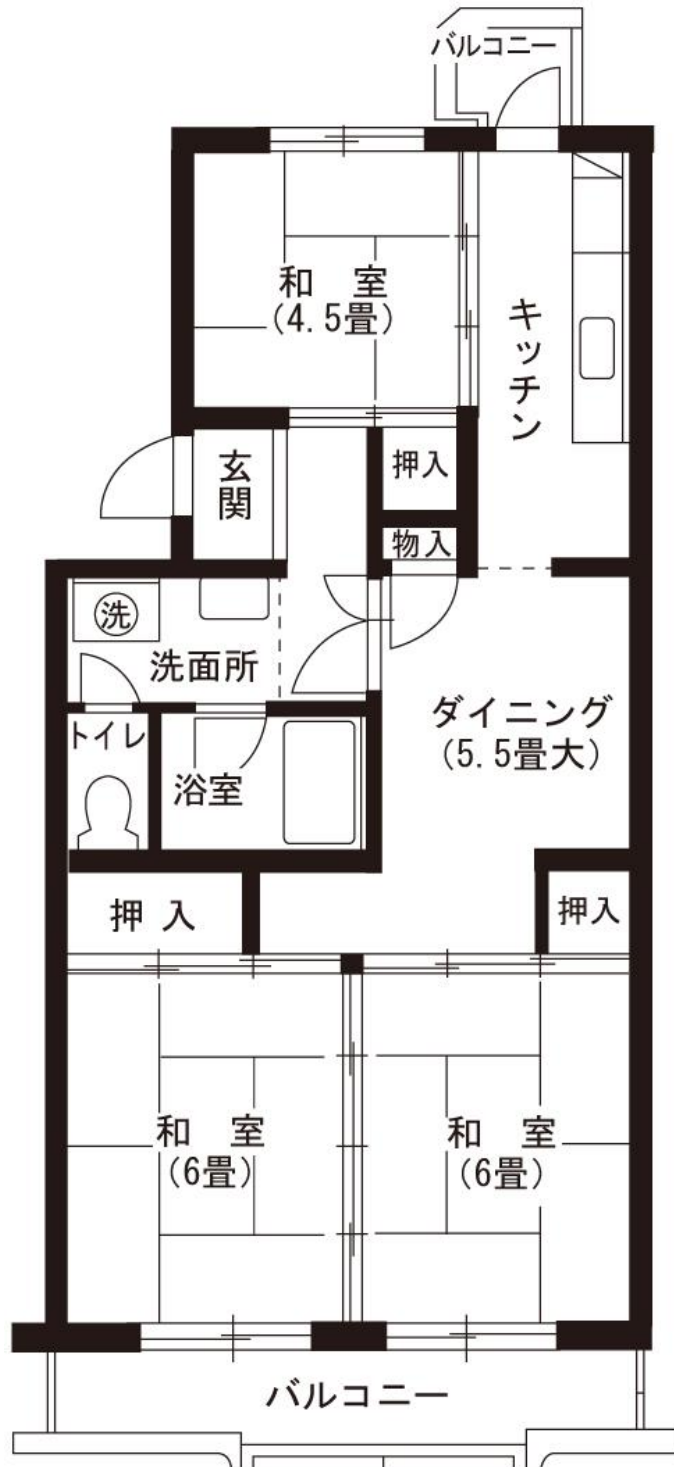 バルコニー
和 室
(4.5畳)
キッチン
玄関
押入
物入
洗
洗面所
ダイニング
(5.5畳大)
トイレ
浴室
押 入
押入
和 室
(6畳)
和 室
(6畳)
バルコニー